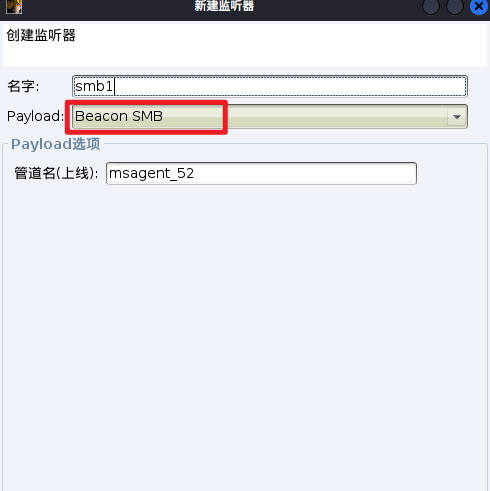 新建监听器
创建监听器
名字: smb1
Payload: Beacon SMB
Payload选项
管道名(上线): msagent_52